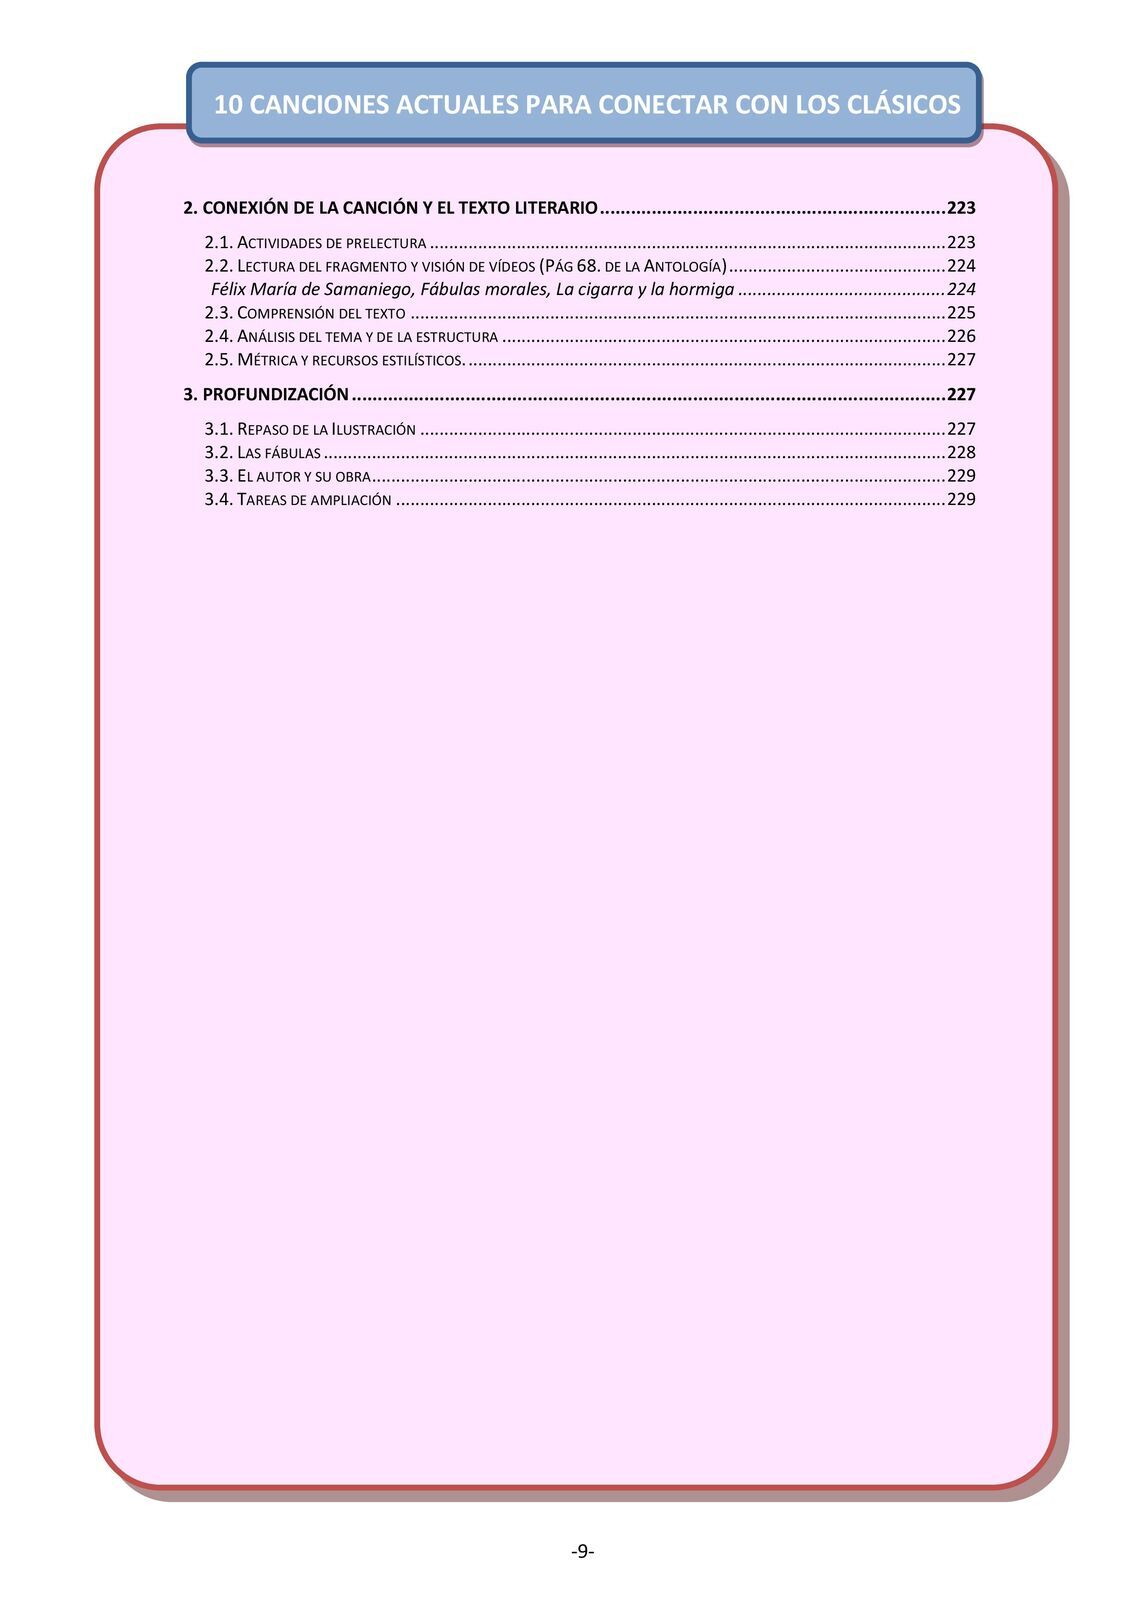 10 CANCIONES ACTUALES PARA CONECTAR CON LOS CLÁSICOS
2. CONEXIÓN DE LA CANCIÓN Y EL TEXTO LITERARIO..................................................................223
2.1. Actividades de prelectura..............................................................................................................223
2.2. Lectura del fragmento y visión de vídeos (Pág 68. de la Antología)..............................................224
Félix María de Samaniego, Fábulas morales, La cigarra y la hormiga............................................224
2.3. Comprensión del texto.................................................................................................................225
2.4. Análisis del tema y de la estructura..............................................................................................226
2.5. Métrica y recursos estilísticos......................................................................................................227
3. PROFUNDIZACIÓN..................................................................................................................227
3.1. Repaso de la Ilustración................................................................................................................227
3.2. Las fábulas....................................................................................................................................228
3.3. El autor y su obra..........................................................................................................................229
3.4. Tareas de ampliación.....................................................................................................................229
-9-